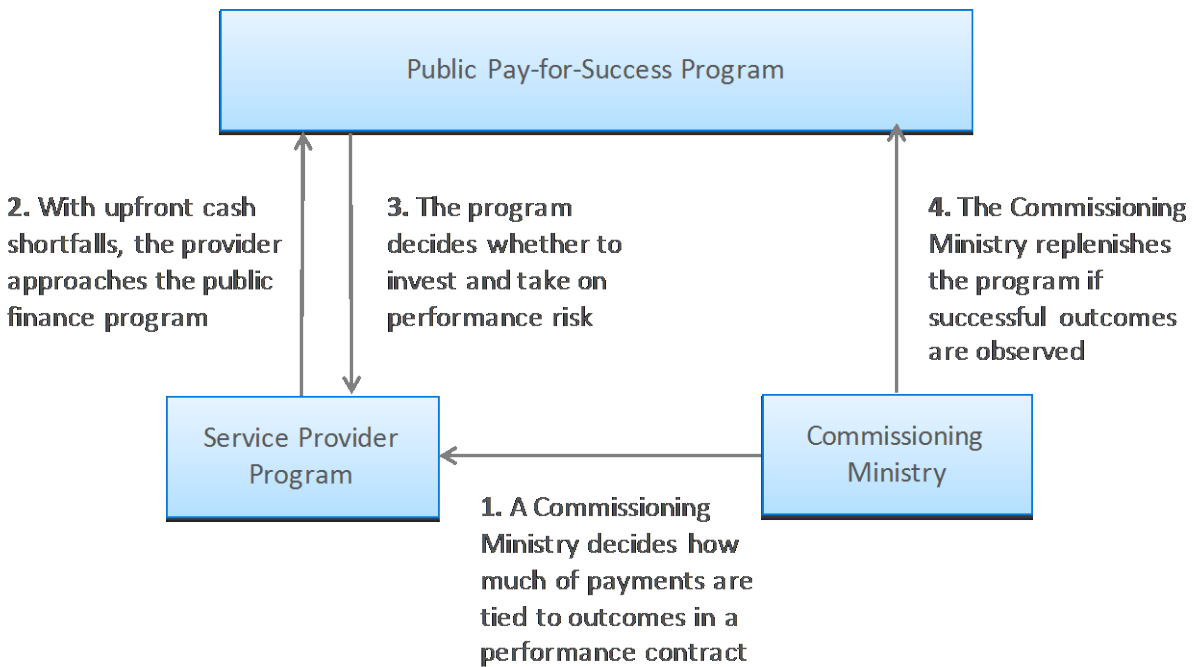 Public Pay-for-Success Program
2. With upfront cash
shortfalls, the provider
approaches the public
finance program
3. The program
decides whether to
invest and take on
performance risk
4. The Commissioning
Ministry replenishes
the program if
successful outcomes
are observed
Service Provider
Program
Commissioning
Ministry
1. A Commissioning
Ministry decides how
much of payments are
tied to outcomes in a
performance contract